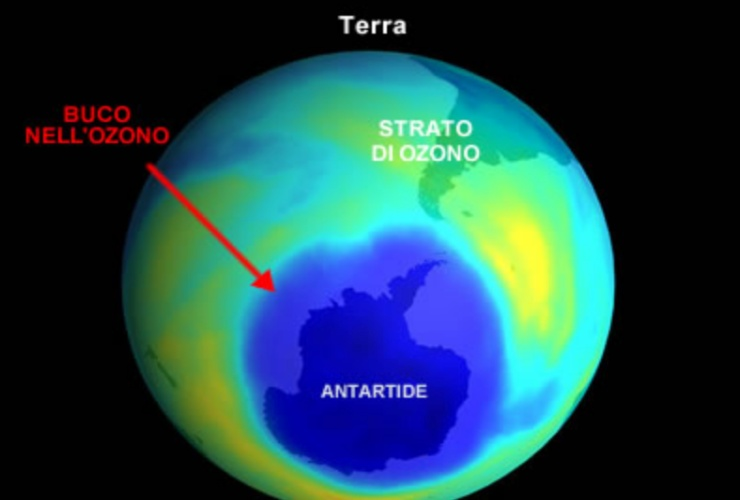 Terra
BUCO
NELL'OZONO
STRATO
DI OZONO
ANTARTIDE